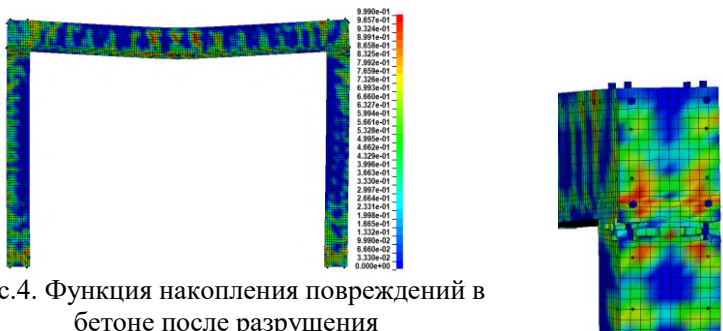 9.990e-01
9.657e-01
9.324e-01
8.991e-01
8.658e-01
8.325e-01
7.992e-01
7.659e-01
7.326e-01
6.993e-01
6.660e-01
6.327e-01
5.994e-01
5.661e-01
5.328e-01
4.995e-01
4.662e-01
4.329e-01
3.996e-01
3.663e-01
3.330e-01
2.997e-01
2.664e-01
2.331e-01
1.998e-01
1.665e-01
1.332e-01
9.990e-02
6.660e-02
3.330e-02
0.000e+00
с.4. Функция накопления повреждений в
бетоне после разрушения